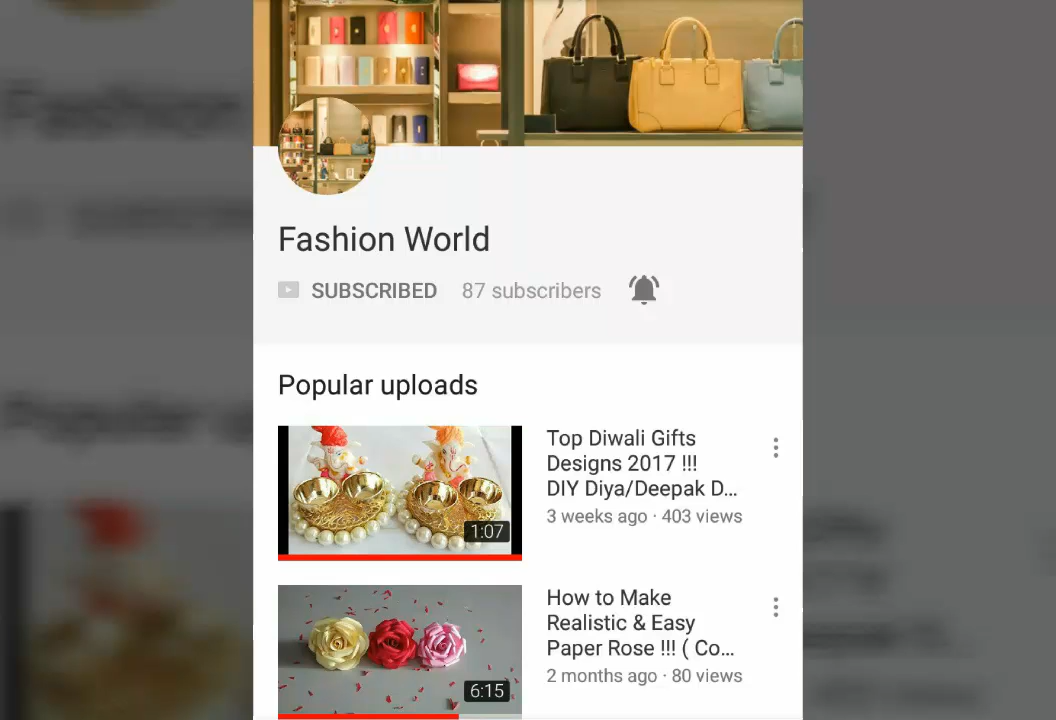 Fashion World
SUBSCRIBED 87 subscribers
Popular uploads
Top Diwali Gifts
Designs 2017 !!!
DIY Diya/Deepak D...
3 weeks ago · 403 views
1:07
How to Make
Realistic & Easy
Paper Rose !!! ( Co...
2 months ago · 80 views
6:15